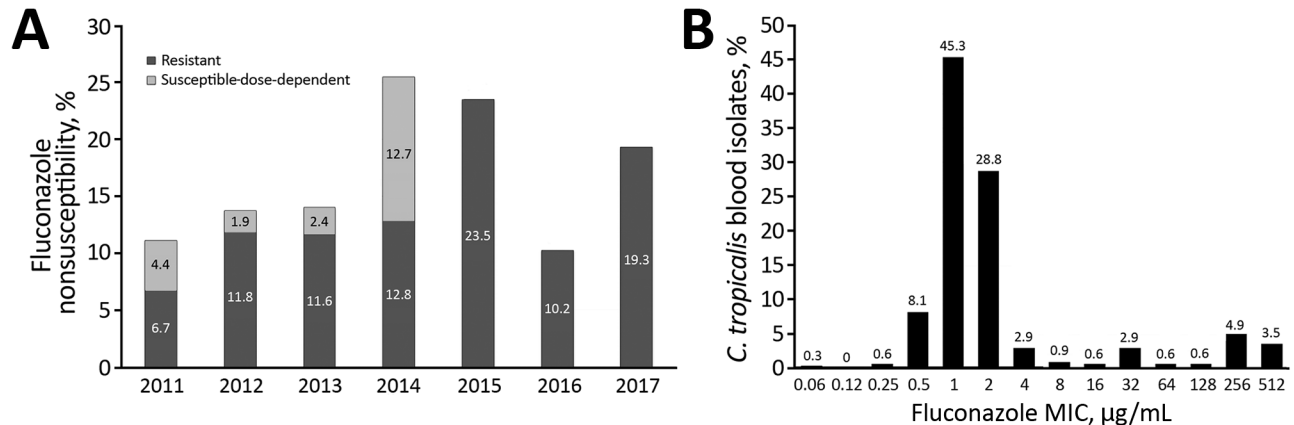 A
30
25
20
15
10
5
0
Fluconazole
nonsusceptibility, %
Resistant
Susceptible-dose-dependent
4.4
6.7
1.9
11.8
2.4
11.6
12.7
12.8
23.5
10.2
19.3
2011 2012 2013 2014 2015 2016 2017
B
50
45
40
35
30
25
20
15
10
5
0
C. tropicalis blood isolates, %
0.3 0 0.6 8.1 45.3 28.8 2.9 0.9 0.6 2.9 0.6 0.6 4.9 3.5
0.06 0.12 0.25 0.5 1 2 4 8 16 32 64 128 256 512
Fluconazole MIC, µg/mL